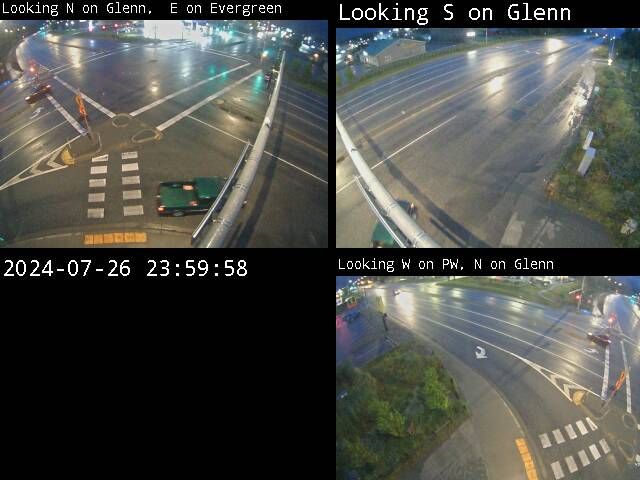 Looking N on Glenn, E on Evergreen
Looking S on Glenn
2024-07-26 23:59:58
Looking W on PW, N on Glenn